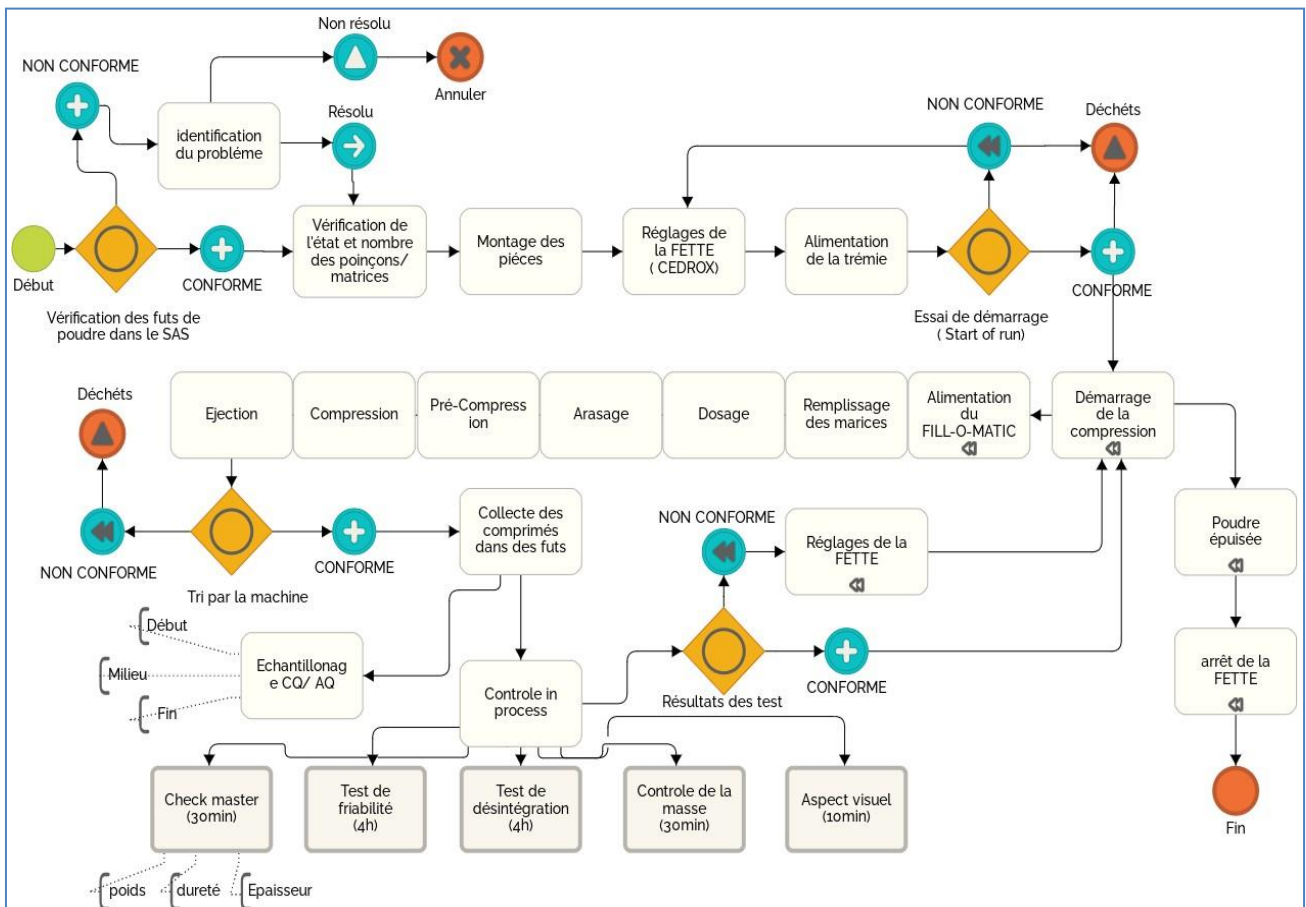 Non résolu
NON CONFORME
Annuler
identification
du probléme
Résolu
NON CONFORME
Déchéts
Début
Vérification des futs de
poudre dans le SAS
CONFORME
Vérification de
l'état et nombre
des poinçons/
matrices
Montage des
piéces
Réglages de
la FETTE
( CEDROX)
Alimentation
de la trémie
Essai de démarrage
( Start of run)
CONFORME
Déchéts
Ejection
Compression
Pré-Compress
ion
Arasage
Dosage
Remplissage
des marices
Alimentation
du
FILL-O-MATIC
Démarrage
de la
compression
NON CONFORME
Tri par la machine
CONFORME
Collecte des
comprimés
dans des futs
NON CONFORME
Réglages de la
FETTE
Poudre
épuisée
Début
Milieu
Fin
Echantillonag
e CQ/ AQ
Controle in
process
Résultats des test
CONFORME
arrêt de la
FETTE
Check master
(30min)
Test de
friabilité
(4h)
Test de
désintégration
(4h)
Controle de la
masse
(30min)
Aspect visuel
(10min)
Fin
poids
dureté
Epaisseur